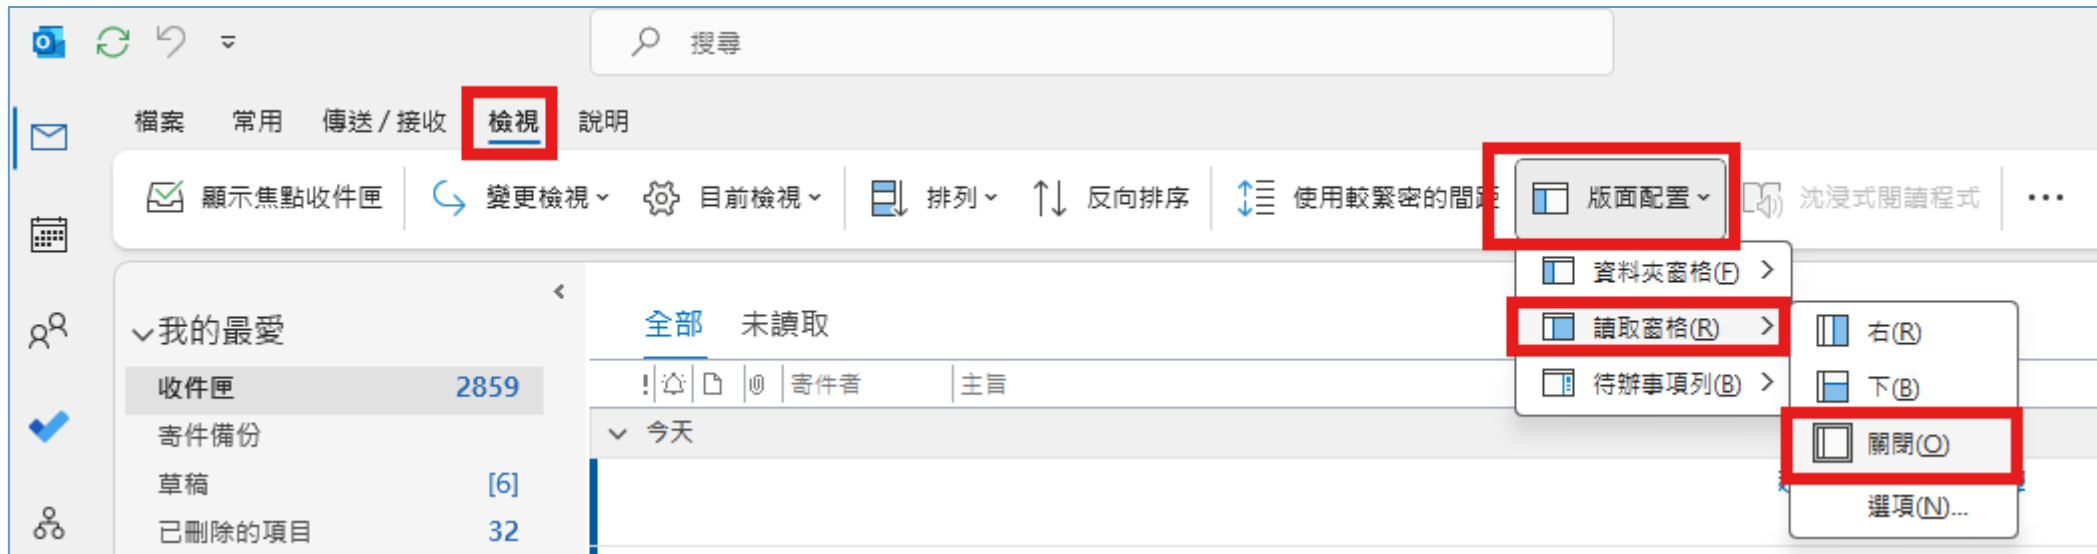 搜尋
檔案 常用 傳送/接收 檢視 說明
顯示焦點收件匣 變更檢視 目前檢視 排列 反向排序 使用較緊密的間距 版面配置 沈浸式閱讀程式 ...
資料夾窗格(F)
讀取窗格(R)
待辦事項列(B)
右(R)
下(B)
關閉(O)
選項(N)...
我的最愛
收件匣 2859
寄件備份
草稿 [6]
已刪除的項目 32
全部 未讀取
! 寄件者 主旨
今天